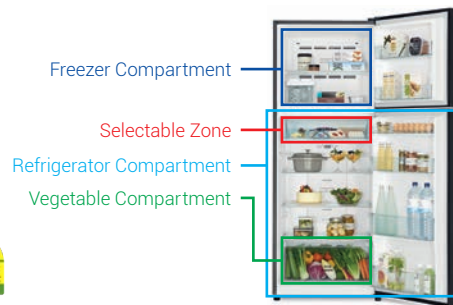 Freezer Compartment
Selectable Zone
Refrigerator Compartment
Vegetable Compartment